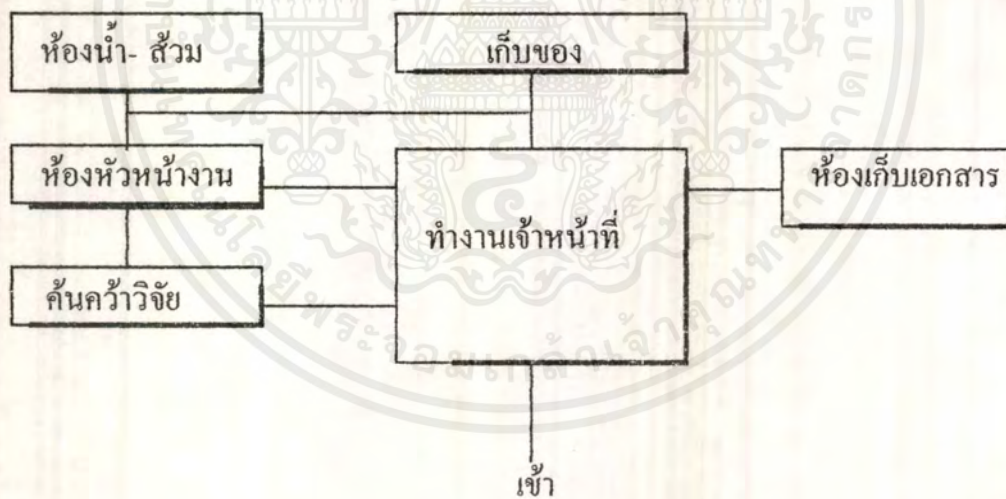 ห้องน้ำ- ส้วม
เก็บของ
ห้องหัวหน้างาน
ทำงานเจ้าหน้าที่
ห้องเก็บเอกสาร
ค้นคว้าวิจัย
เข้า